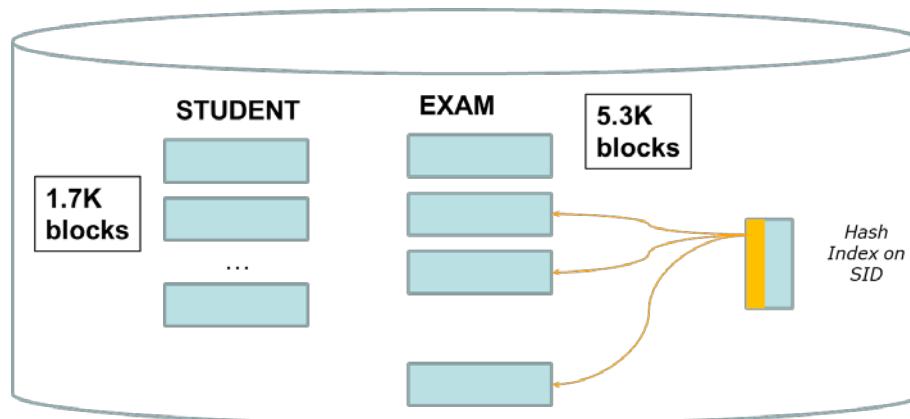 STUDENT
EXAM
5.3K
blocks
1.7K
blocks
...
Hash
Index on
SID